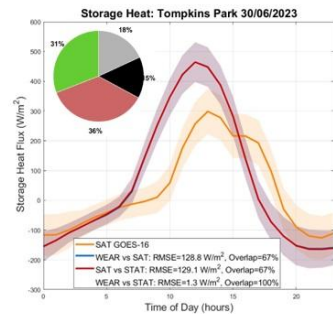 Storage Heat: Tompkins Park 30/06/2023
Storage Heat Flux (W/m²)
600
500
400
300
200
100
0
-100
-200
-300
31%
18%
15%
36%
SAT GOES-16
WEAR vs SAT: RMSE=128.8 W/m², Overlap=67%
SAT vs STAT: RMSE=129.1 W/m², Overlap=67%
WEAR vs STAT: RMSE=1.3 W/m², Overlap=100%
0
5
10
15
20
Time of Day (hours)